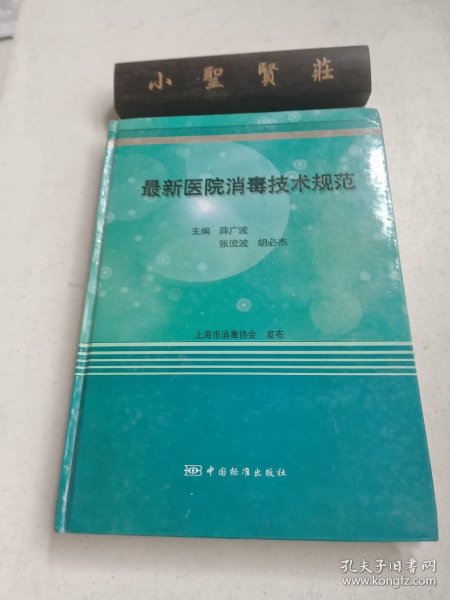 小聖賢莊
最新医院消毒技术规范
主编 薛广波
张流波 胡必杰
上海市消毒协会 发布
中国标准出版社
孔夫子旧书网
www.kongfz.com